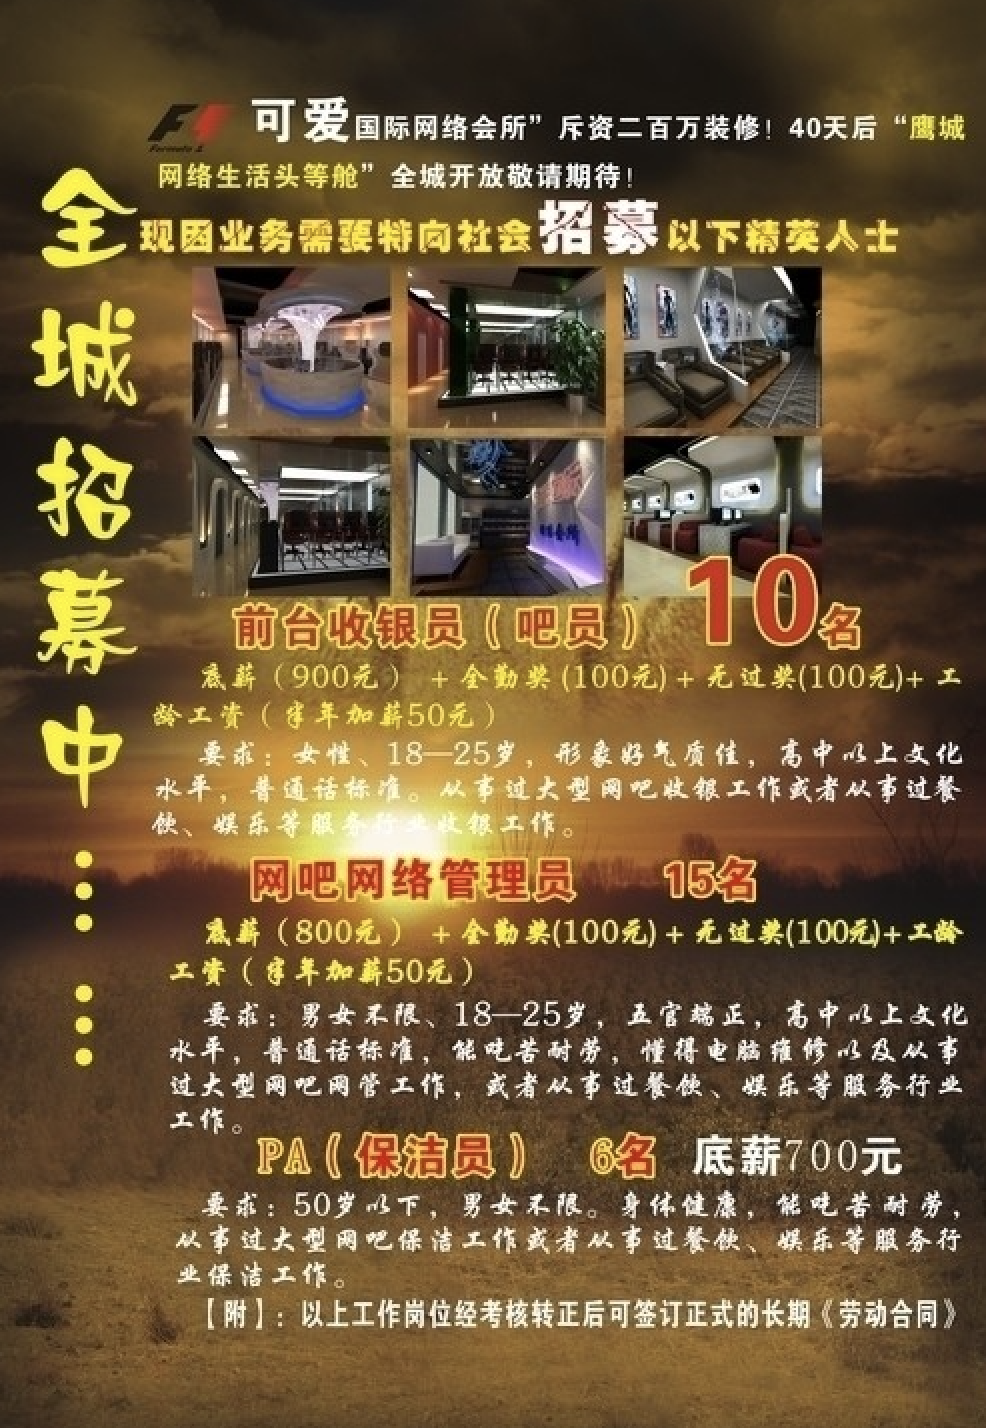 F1 可爱国际网络会所”斥资二百万装修！40天后“鹰城
Formula 1
网络生活头等舱”全城开放敬请期待！
现因业务需要特向社会招募以下精英人士
全城招募中……
前台收银员（吧员） 10名
底薪（900元）+全勤奖(100元)+无过奖(100元)+工
龄工资（半年加薪50元）
要求：女性、18—25岁，形象好气质佳，高中以上文化
水平，普通话标准。从事过大型网吧收银工作或者从事过餐
饮、娱乐等服务行业收银工作。
网吧网络管理员 15名
底薪（800元）+全勤奖(100元)+无过奖(100元)+工龄
工资（半年加薪50元）
要求：男女不限、18—25岁，五官端正，高中以上文化
水平，普通话标准，能吃苦耐劳，懂得电脑维修以及从事
过大型网吧网管工作，或者从事过餐饮、娱乐等服务行业
工作。
PA（保洁员） 6名 底薪700元
要求：50岁以下，男女不限。身体健康，能吃苦耐劳，
从事过大型网吧保洁工作或者从事过餐饮、娱乐等服务行
业保洁工作。
【附】：以上工作岗位经考核转正后可签订正式的长期《劳动合同》